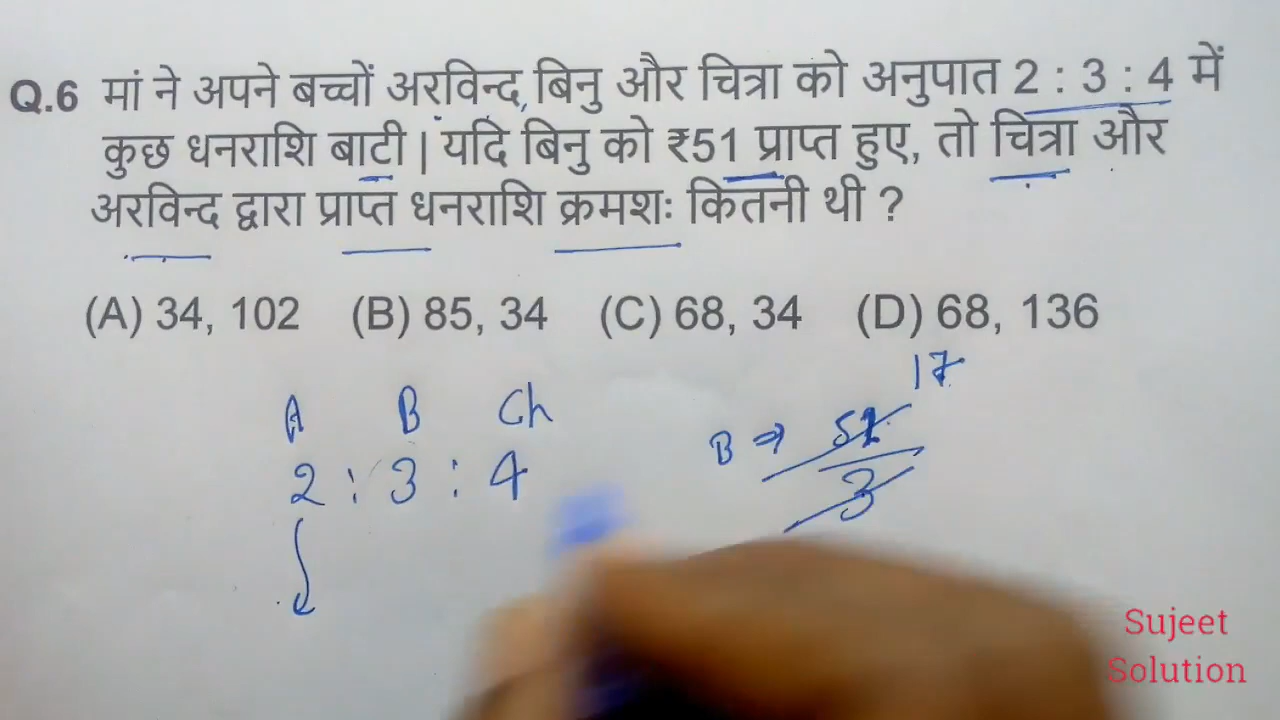 Q.6 मां ने अपने बच्चों अरविन्द, बिनु और चित्रा को अनुपात 2 : 3 : 4 में
कुछ धनराशि बाटी | यदि बिनु को ₹51 प्राप्त हुए, तो चित्रा और
अरविन्द द्वारा प्राप्त धनराशि क्रमशः कितनी थी ?
(A) 34, 102 (B) 85, 34 (C) 68, 34 (D) 68, 136
17
A B Ch
B ⇒ 51
2 : 3 : 4
3
Sujeet
Solution